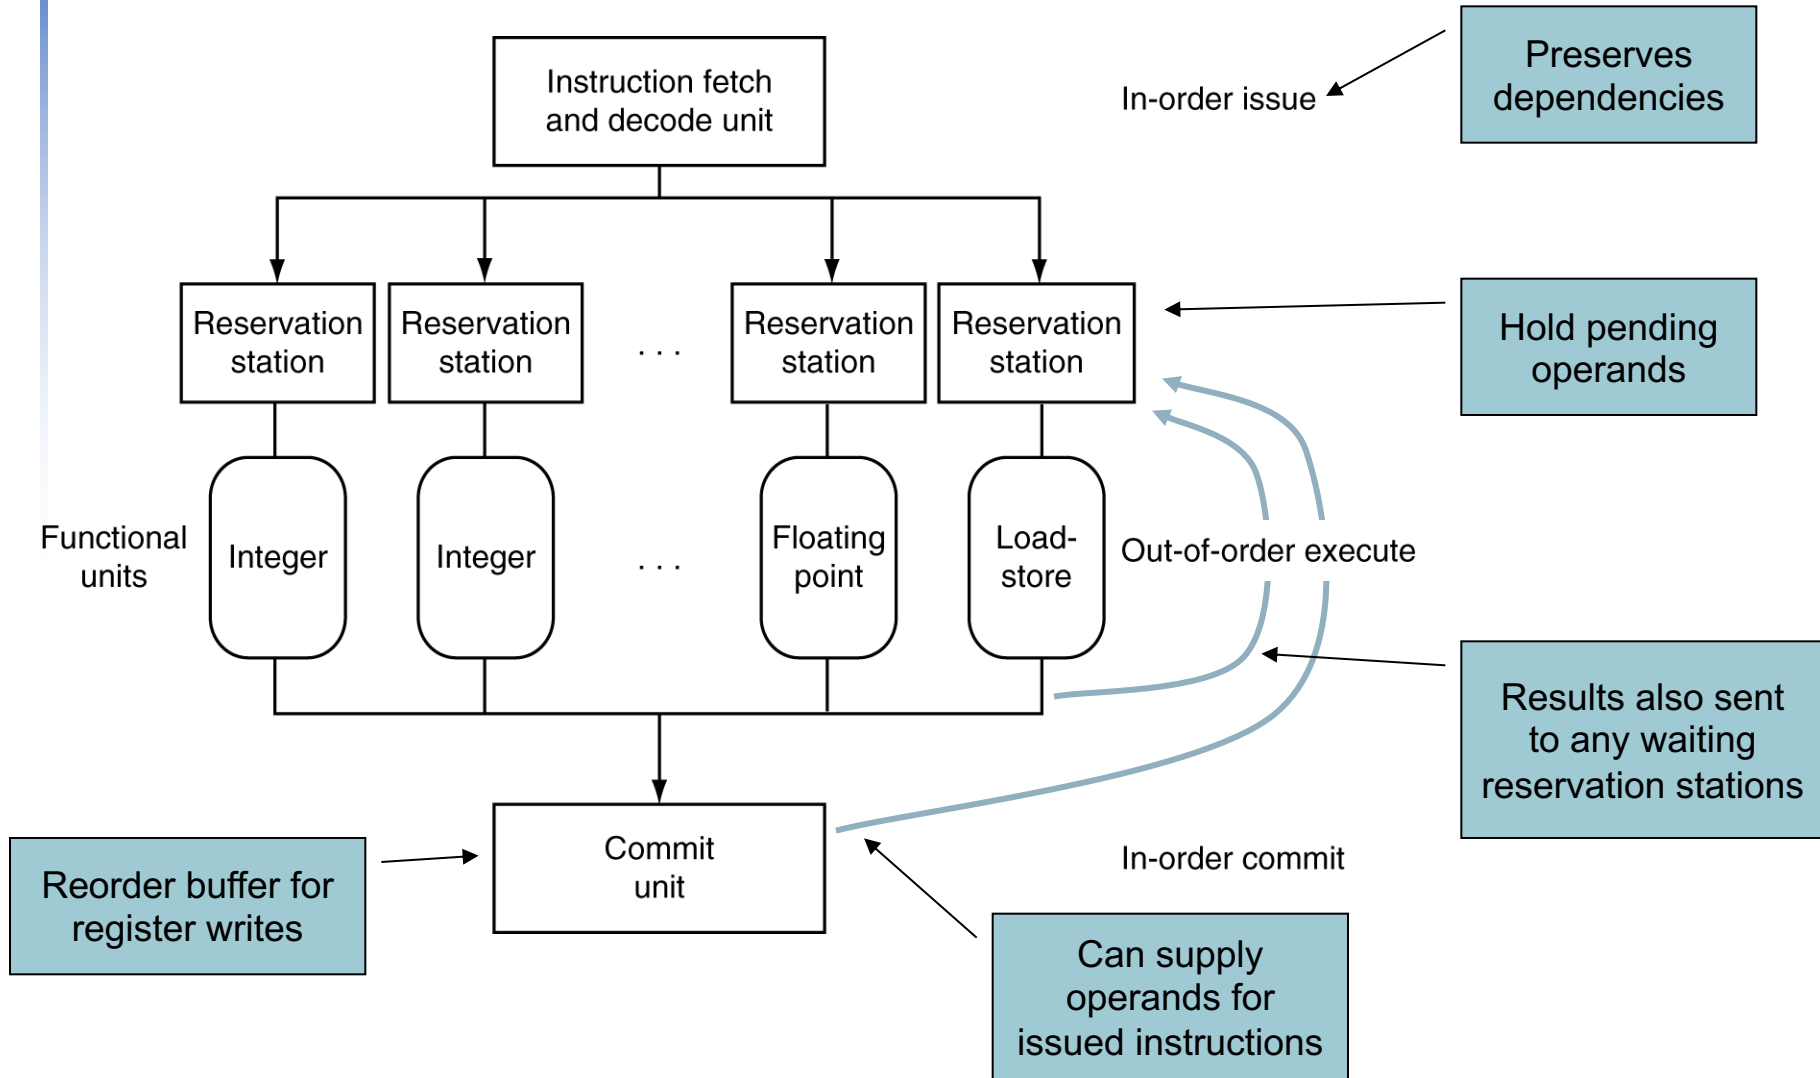 Instruction fetch
and decode unit
In-order issue
Preserves
dependencies
Reservation
station
Reservation
station
. . .
Reservation
station
Reservation
station
Hold pending
operands
Functional
units
Integer
Integer
. . .
Floating
point
Load-
store
Out-of-order execute
Results also sent
to any waiting
reservation stations
Commit
unit
In-order commit
Reorder buffer for
register writes
Can supply
operands for
issued instructions